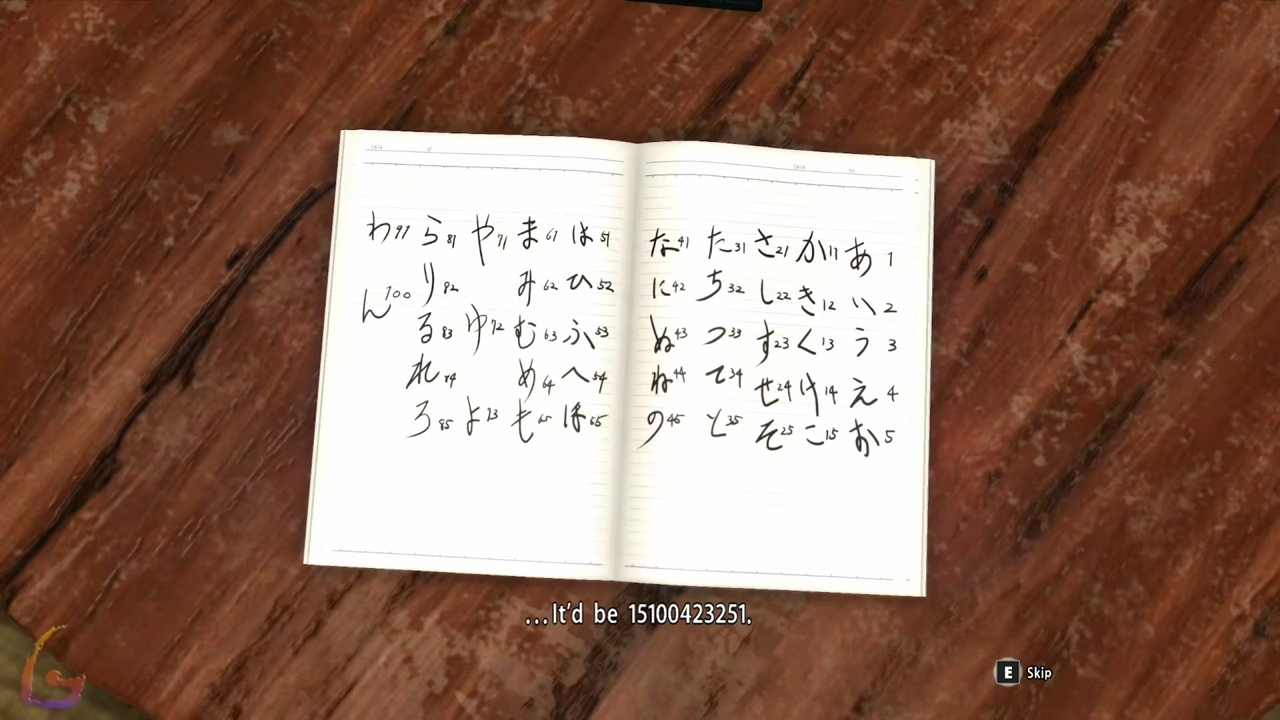 あ1 い2 う3 え4 お5
か11 き12 く13 け14 こ15
さ21 し22 す23 せ24 そ25
た31 ち32 つ33 て34 と35
な41 に42 ぬ43 ね44 の45
は51 ひ52 ふ53 へ54 ほ55
ま61 み62 む63 め64 も65
や71 ゆ72 よ73
ら81 り82 る83 れ84 ろ85
わ91 ん100
...It'd be 15100423251.
E Skip